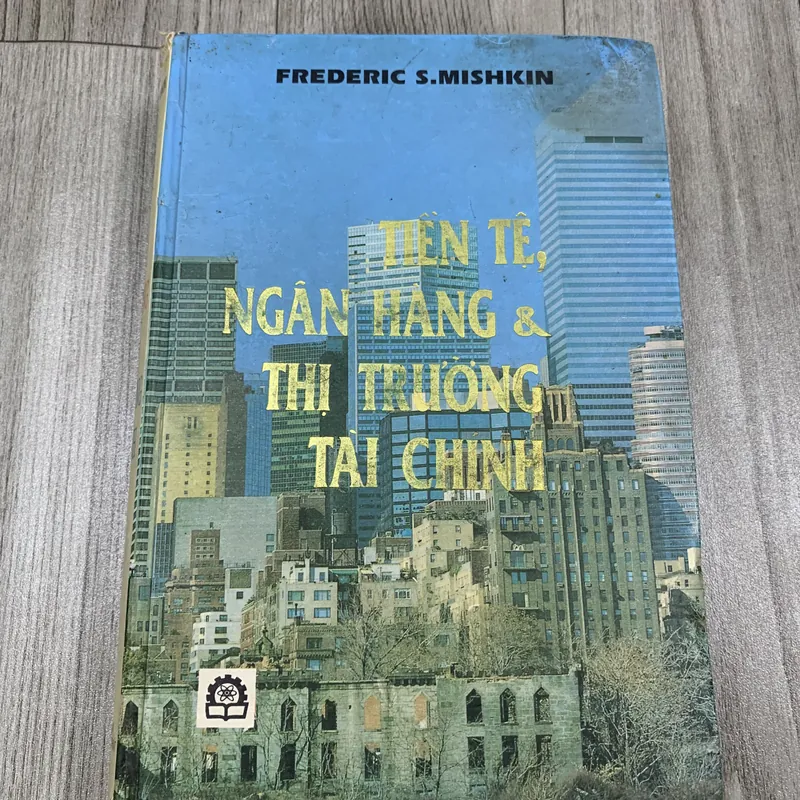 FREDERIC S.MISHKIN
TIỀN TỆ,
NGÂN HÀNG &
THỊ TRƯỜNG
TÀI CHÍNH